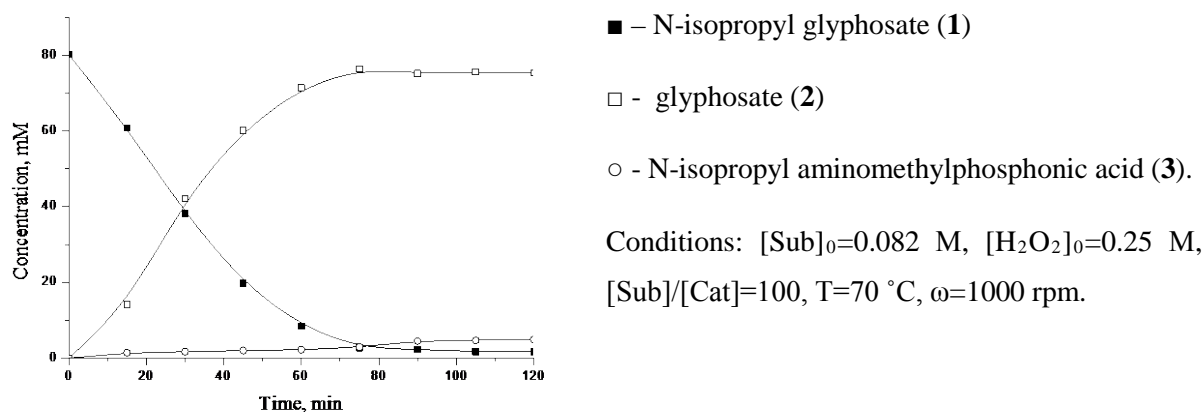 80
60
40
20
0
0 20 40 60 80 100 120
Concentration, mM
Time, min
■ – N-isopropyl glyphosate (1)
□ - glyphosate (2)
○ - N-isopropyl aminomethylphosphonic acid (3).
Conditions: [Sub]₀=0.082 M, [H₂O₂]₀=0.25 M,
[Sub]/[Cat]=100, T=70 ˚C, ω=1000 rpm.